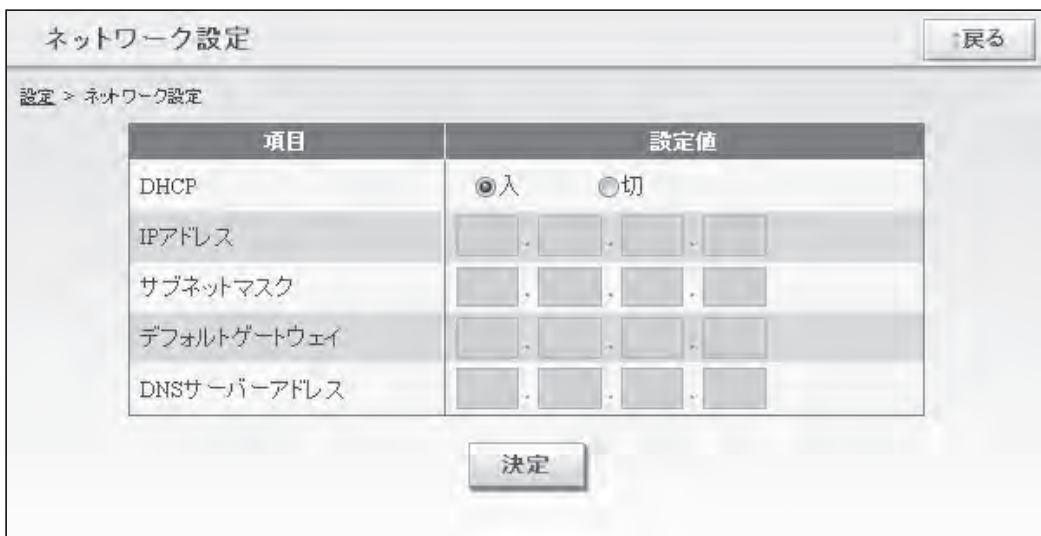 ネットワーク設定
↑戻る
設定 > ネットワーク設定
項目 設定値
DHCP ◉入 ○切
IPアドレス . . .
サブネットマスク . . .
デフォルトゲートウェイ . . .
DNSサーバーアドレス . . .
決定